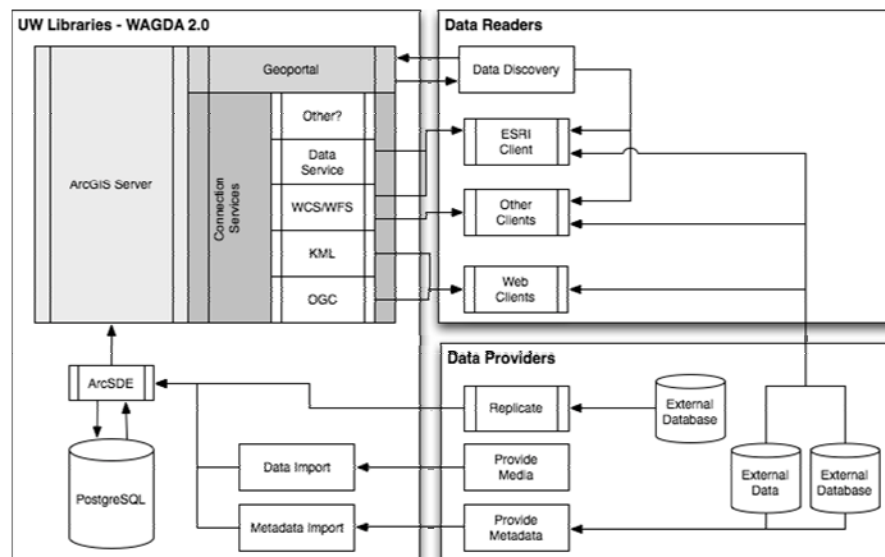 UW Libraries - WAGDA 2.0
Geoportal
ArcGIS Server
Connection
Services
Other?
Data
Service
WCS/WFS
KML
OGC
ArcSDE
PostgreSQL
Data Import
Metadata Import
Data Readers
Data Discovery
ESRI
Client
Other
Clients
Web
Clients
Data Providers
Replicate
External
Database
Provide
Media
Provide
Metadata
External
Data
External
Database